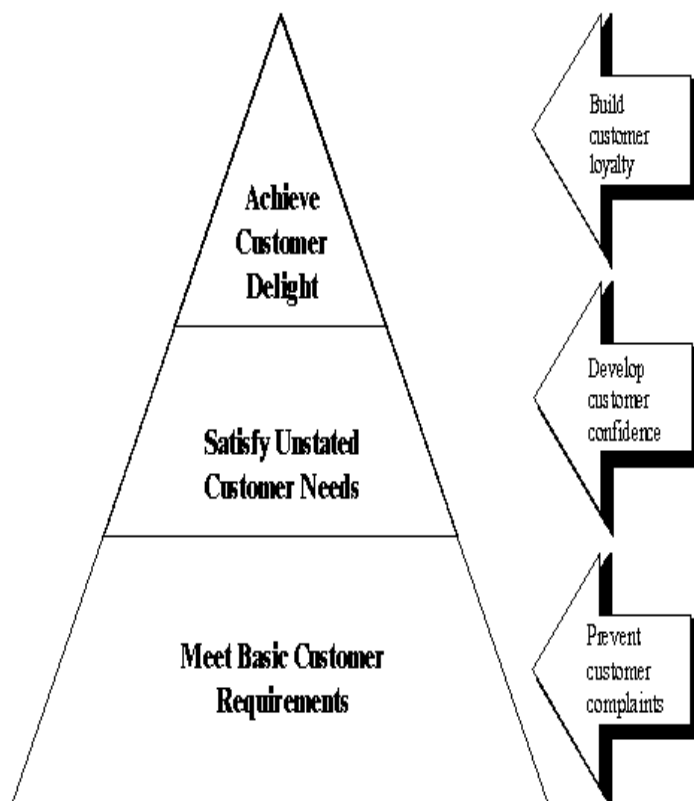 Achieve
Customer
Delight
Build
customer
loyalty
Satisfy Unstated
Customer Needs
Develop
customer
confidence
Meet Basic Customer
Requirements
Prevent
customer
complaints